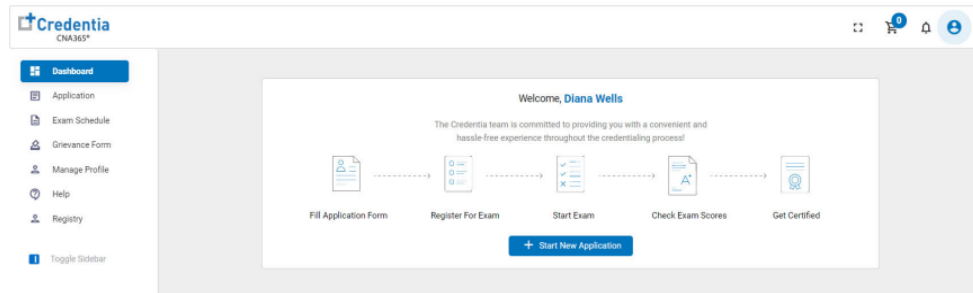 Credentia
CNA365®
0
Dashboard
Application
Exam Schedule
Grievance Form
Manage Profile
Help
Registry
Toggle Sidebar
Welcome, Diana Wells
The Credentia team is committed to providing you with a convenient and
hassle-free experience throughout the credentialing process!
A+
Fill Application Form
Register For Exam
Start Exam
Check Exam Scores
Get Certified
+ Start New Application